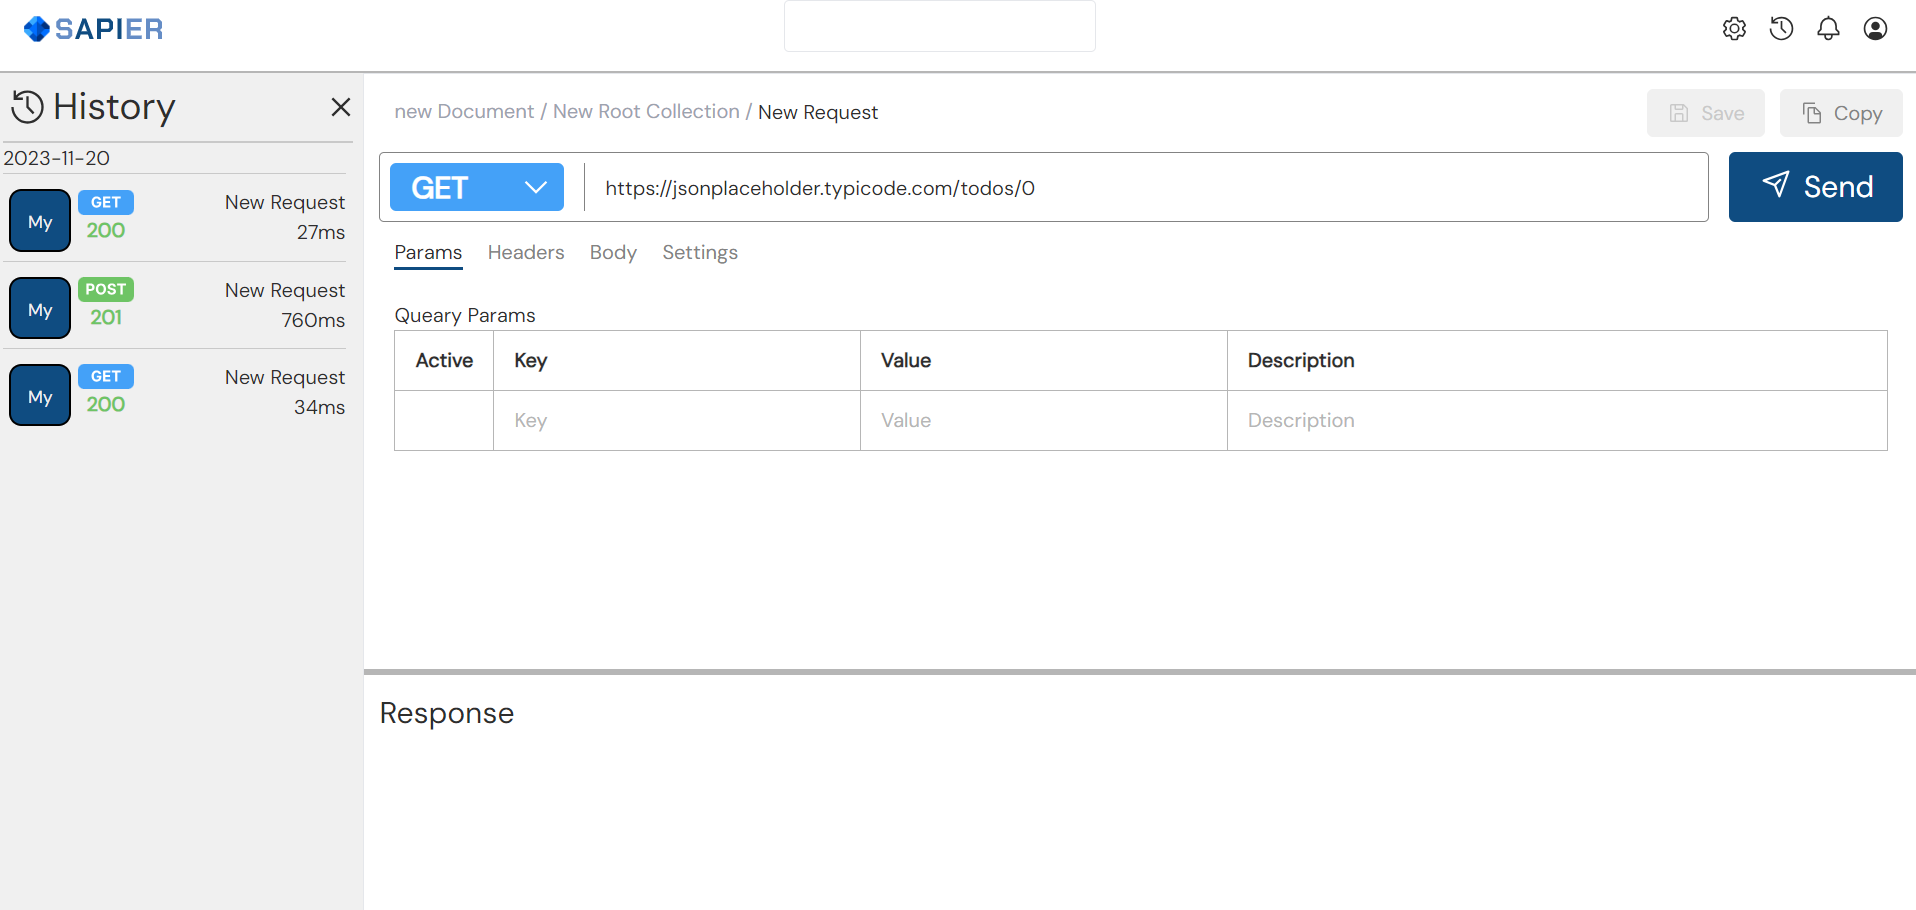 SAPIER
History
2023-11-20
My GET 200 New Request 27ms
My POST 201 New Request 760ms
My GET 200 New Request 34ms
new Document / New Root Collection / New Request
Save Copy
GET https://jsonplaceholder.typicode.com/todos/0 Send
Params Headers Body Settings
Queary Params
Active Key Value Description
Key Value Description
Response